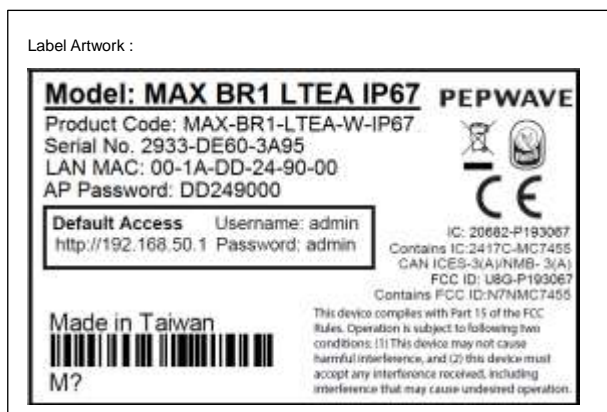 Label Artwork :
Model: MAX BR1 LTEA IP67
PEPWAVE
Product Code: MAX-BR1-LTEA-W-IP67
Serial No. 2933-DE60-3A95
LAN MAC: 00-1A-DD-24-90-00
AP Password: DD249000
CE
Default Access Username: admin
http://192.168.50.1 Password: admin
IC: 20682-P193067
Contains IC:2417C-MC7455
CAN ICES-3(A)/NMB- 3(A)
FCC ID: U8G-P193067
Contains FCC ID:N7NMC7455
Made in Taiwan
M?
This device complies with Part 15 of the FCC
Rules. Operation is subject to following two
conditions: (1) This device may not cause
harmful interference, and (2) this device must
accept any interference received, including
interference that may cause undesired operation.